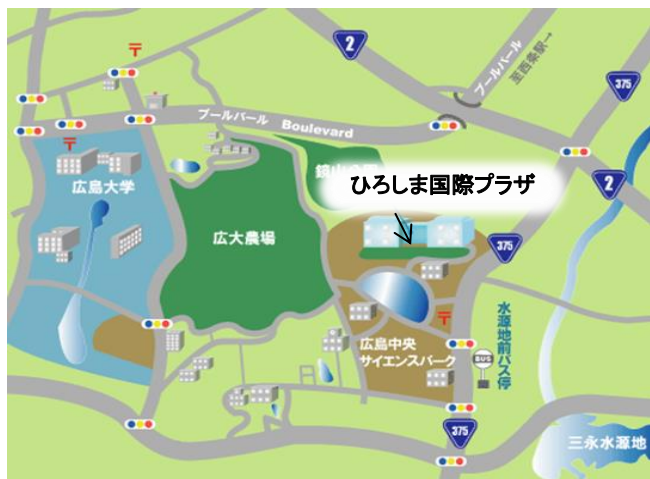 2
ブールバール
至西条駅→
375
ブールバール Boulevard
ひろしま国際プラザ
2
広島大学
広大農場
375
水源地前バス停
広島中央
サイエンスパーク
BUS
375
三永水源地